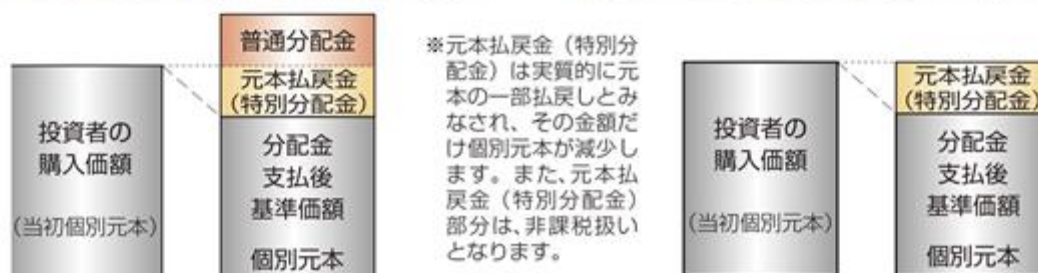 投資者の
購入価額
(当初個別元本)
普通分配金
元本払戻金
(特別分配金)
分配金
支払後
基準価額
個別元本
※元本払戻金（特別分
配金）は実質的に元
本の一部払戻しとみ
なされ、その金額だ
け個別元本が減少し
ます。また、元本払
戻金（特別分配金）
部分は、非課税扱い
となります。
投資者の
購入価額
(当初個別元本)
元本払戻金
(特別分配金)
分配金
支払後
基準価額
個別元本